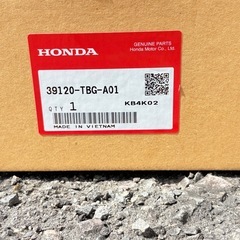 HONDA
GENUINE PARTS
Honda Motor Co., Ltd.
39120-TBG-A01
QTY 1
KB4K02
MADE IN VIETNAM